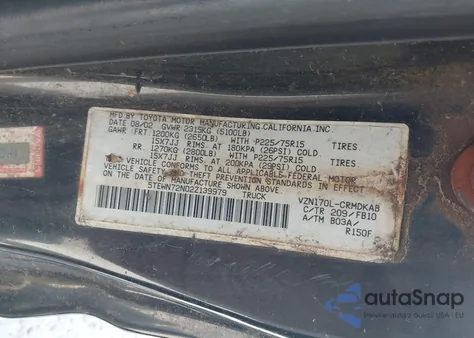 MFD BY TOYOTA MOTOR MANUFACTURING CALIFORNIA INC.
DATE 08/02 GVWR 2315KG (5100LB)
GAWR FRT 1200KG (2650LB) WITH P225/75R15 TIRES
15X7JJ RIMS, AT 180KPA (26PSI) COLD
RR. 1270KG (2800LB) WITH P225/75R15 TIRES
15X7JJ RIMS, AT 200KPA (29PSI) COLD
THIS VEHICLE CONFORMS TO ALL APPLICABLE FEDERAL MOTOR
VEHICLE SAFETY AND THEFT PREVENTION STANDARDS IN EFFECT
ON THE DATE OF MANUFACTURE SHOWN ABOVE.
5TEWN72N02Z139979 TRUCK
VZN170L-CRMDKAB
C/TR 209/FB10
A/TM B03A/
R150F
autoSnap